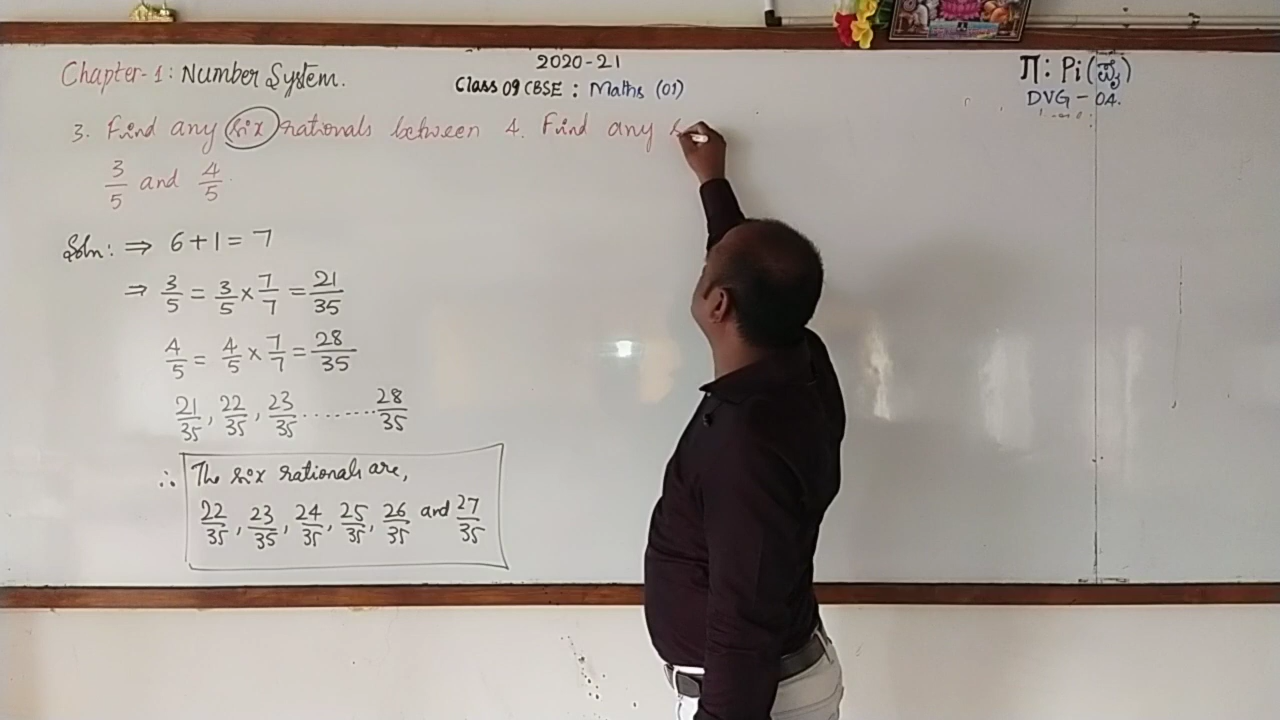 2020-21
Chapter-1: Number System.
Class 09 CBSE: Maths (01)
Π: Pi (ಪೈ)
DVG-04.
3. Find any six rationals between
3/5 and 4/5.
Soln: ⇒ 6+1=7
⇒ 3/5 = 3/5 × 7/7 = 21/35
4/5 = 4/5 × 7/7 = 28/35
21/35, 22/35, 23/35 ........ 28/35
∴ The six rationals are,
22/35, 23/35, 24/35, 25/35, 26/35 and 27/35
4. Find any